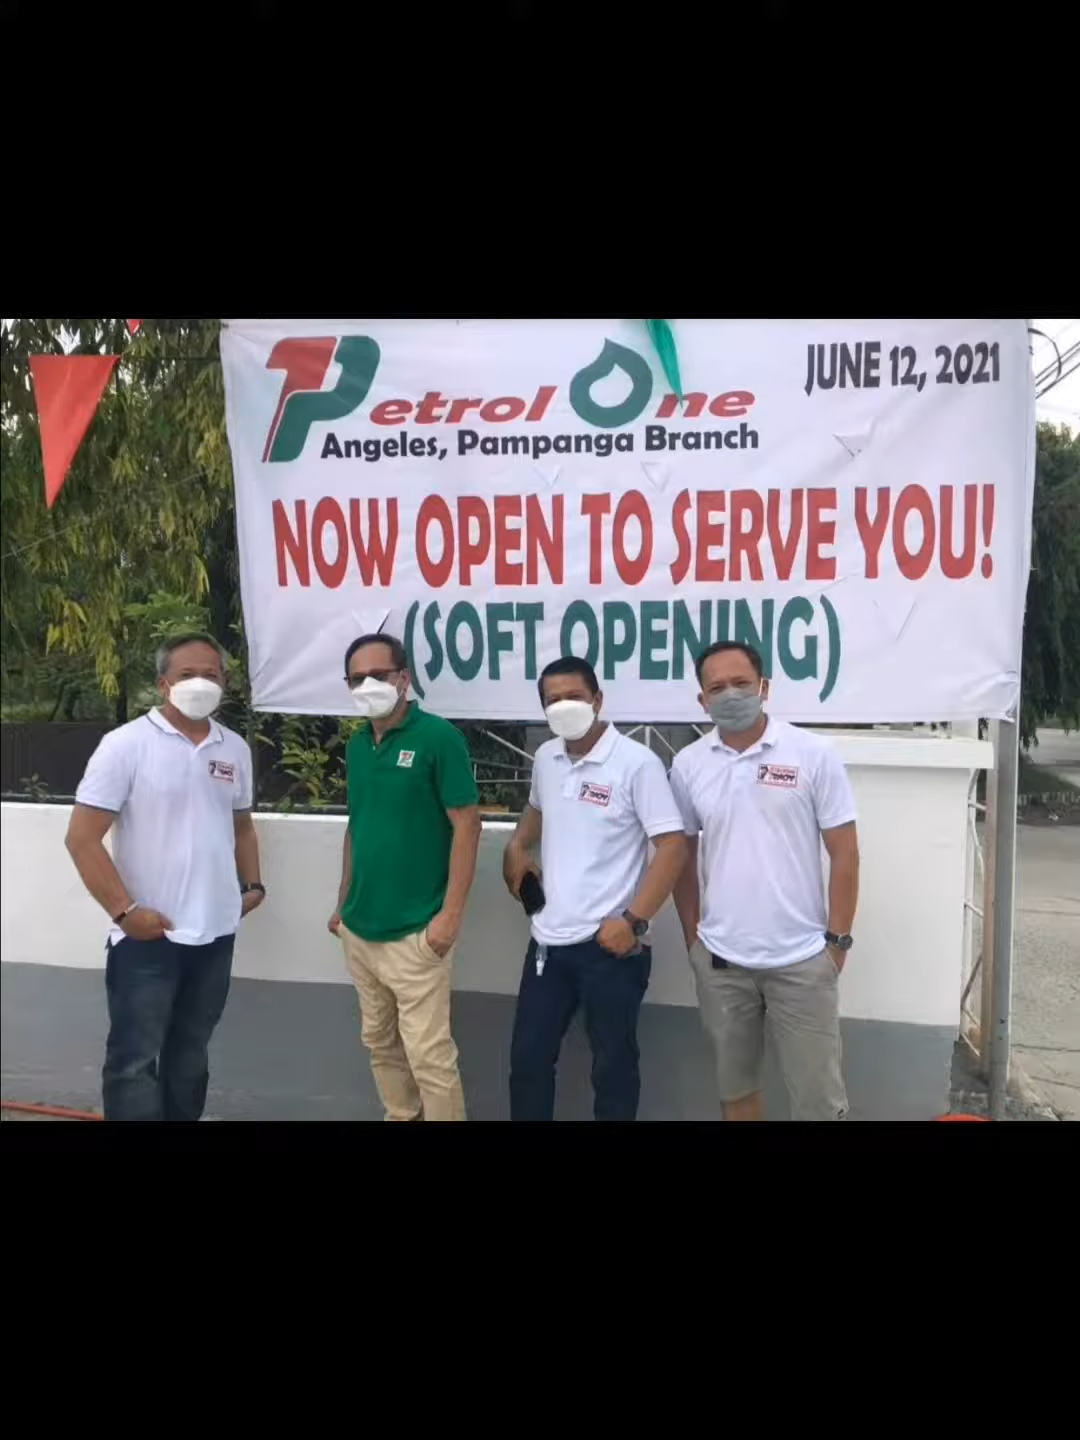 Petrol One
JUNE 12, 2021
Angeles, Pampanga Branch
NOW OPEN TO SERVE YOU!
(SOFT OPENING)